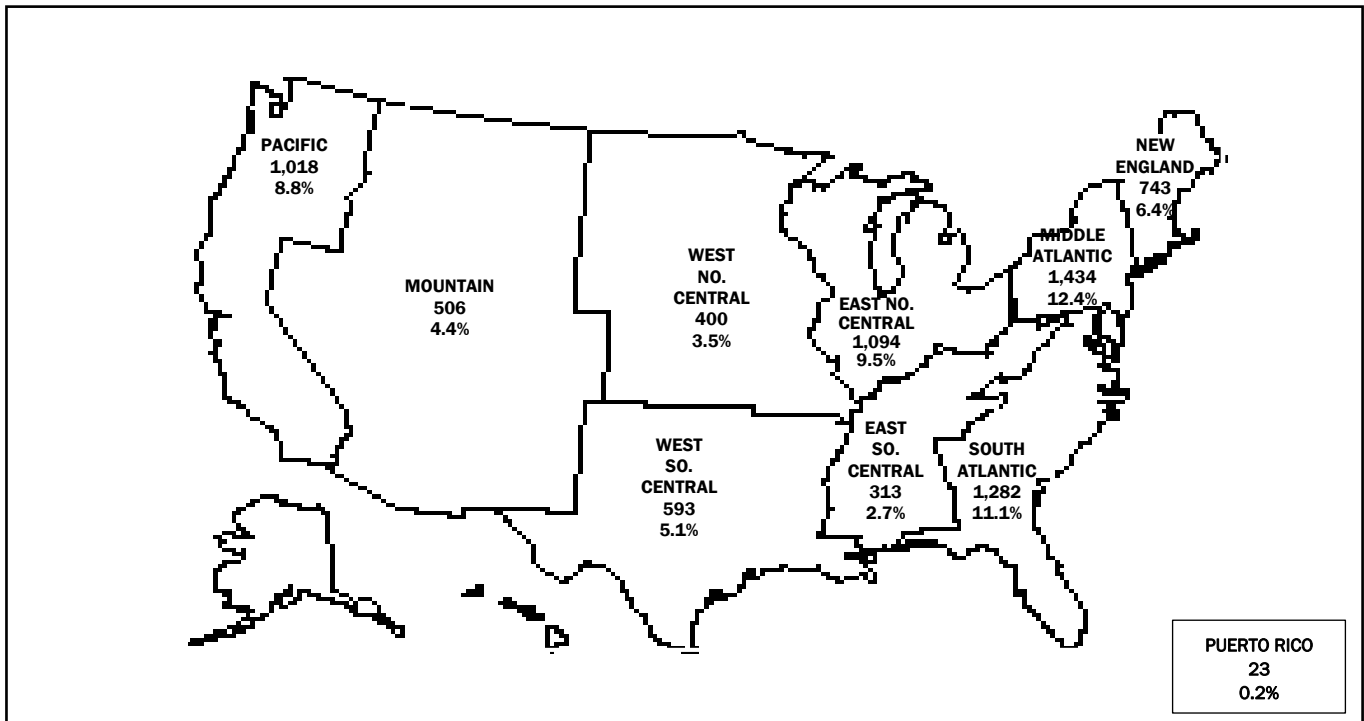 PACIFIC
1,018
8.8%
MOUNTAIN
506
4.4%
WEST
NO.
CENTRAL
400
3.5%
WEST
SO.
CENTRAL
593
5.1%
EAST NO.
CENTRAL
1,094
9.5%
EAST
SO.
CENTRAL
313
2.7%
SOUTH
ATLANTIC
1,282
11.1%
MIDDLE
ATLANTIC
1,434
12.4%
NEW
ENGLAND
743
6.4%
PUERTO RICO
23
0.2%